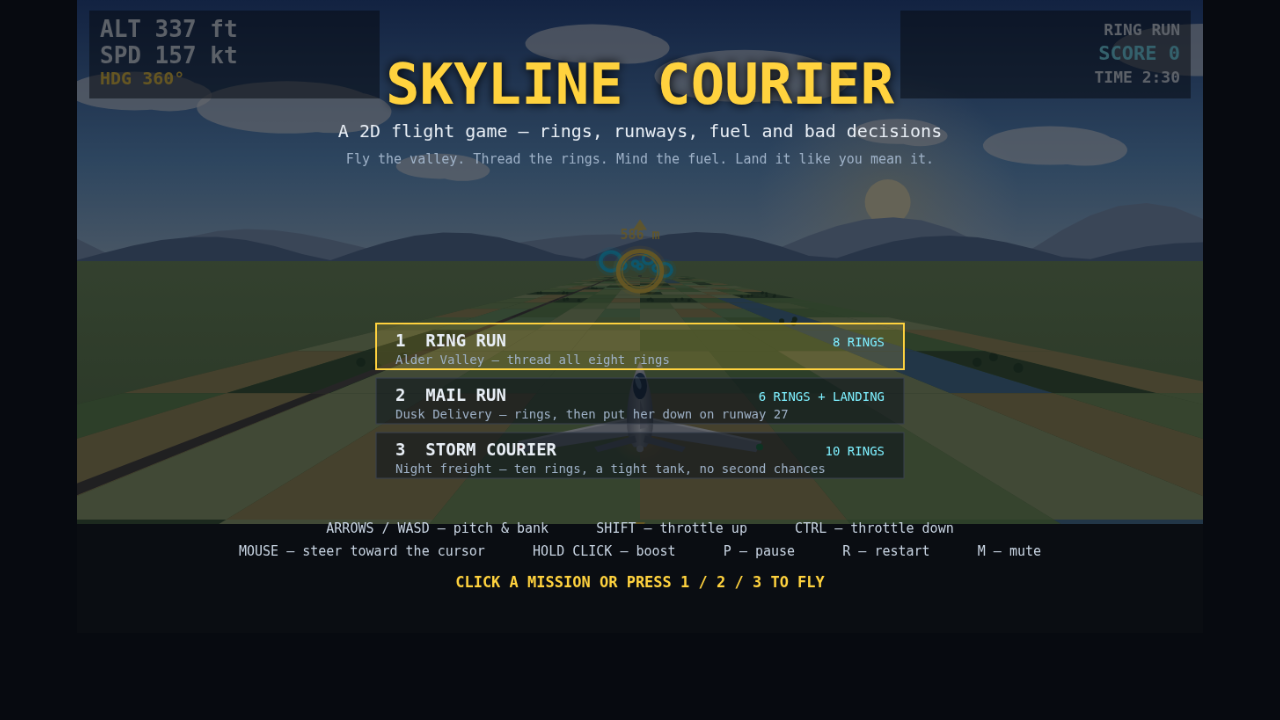 ALT 337 ft
SPD 157 kt
HDG 360°
RING RUN
SCORE 0
TIME 2:30
SKYLINE COURIER
A 2D flight game — rings, runways, fuel and bad decisions
Fly the valley. Thread the rings. Mind the fuel. Land it like you mean it.
1 RING RUN 8 RINGS
Alder Valley — thread all eight rings
2 MAIL RUN 6 RINGS + LANDING
Dusk Delivery — rings, then put her down on runway 27
3 STORM COURIER 10 RINGS
Night freight — ten rings, a tight tank, no second chances
ARROWS / WASD — pitch & bank SHIFT — throttle up CTRL — throttle down
MOUSE — steer toward the cursor HOLD CLICK — boost P — pause R — restart M — mute
CLICK A MISSION OR PRESS 1 / 2 / 3 TO FLY